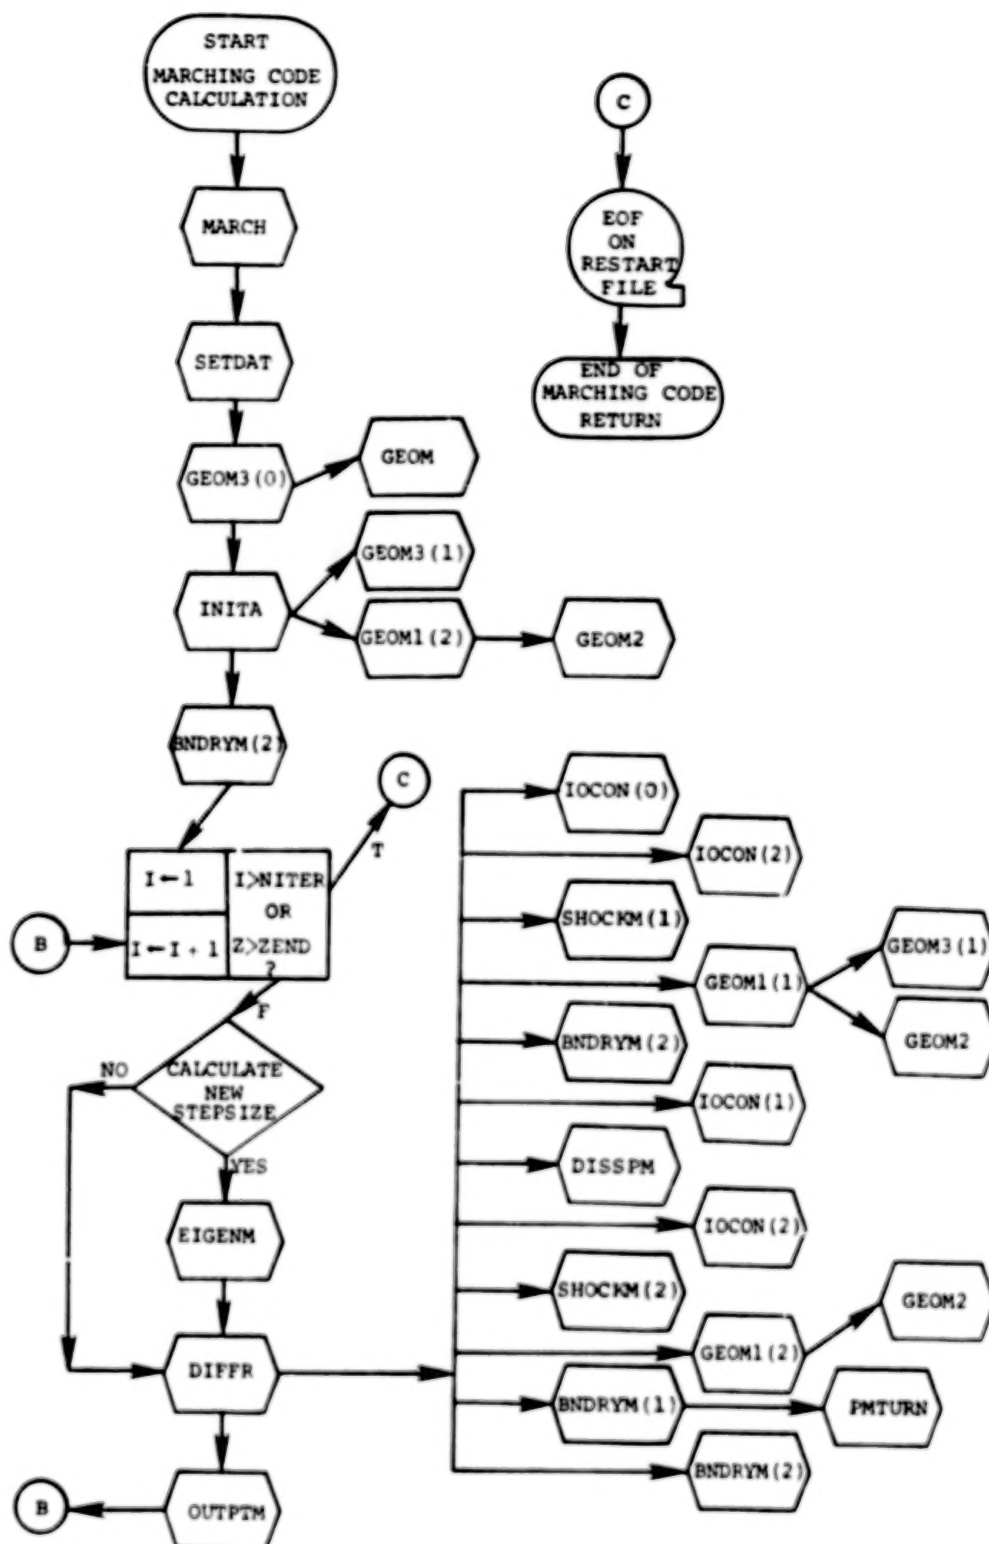 START
MARCHING CODE
CALCULATION
MARCH
SETDAT
GEOM3(0)
GEOM
INITA
GEOM3(1)
GEOM1(2)
GEOM2
BNDRYM(2)
C
EOF
ON
RESTART
FILE
END OF
MARCHING CODE
RETURN
C
T
I←1
I←I+1
I>NITER
OR
Z>ZEND
?
B
F
CALCULATE
NEW
STEPSIZE
NO
YES
EIGENM
DIFFR
OUTPTM
B
IOCON(0)
IOCON(2)
SHOCKM(1)
GEOM1(1)
GEOM3(1)
GEOM2
BNDRYM(2)
IOCON(1)
DISSPM
IOCON(2)
SHOCKM(2)
GEOM1(2)
GEOM2
BNDRYM(1)
PMTURN
BNDRYM(2)